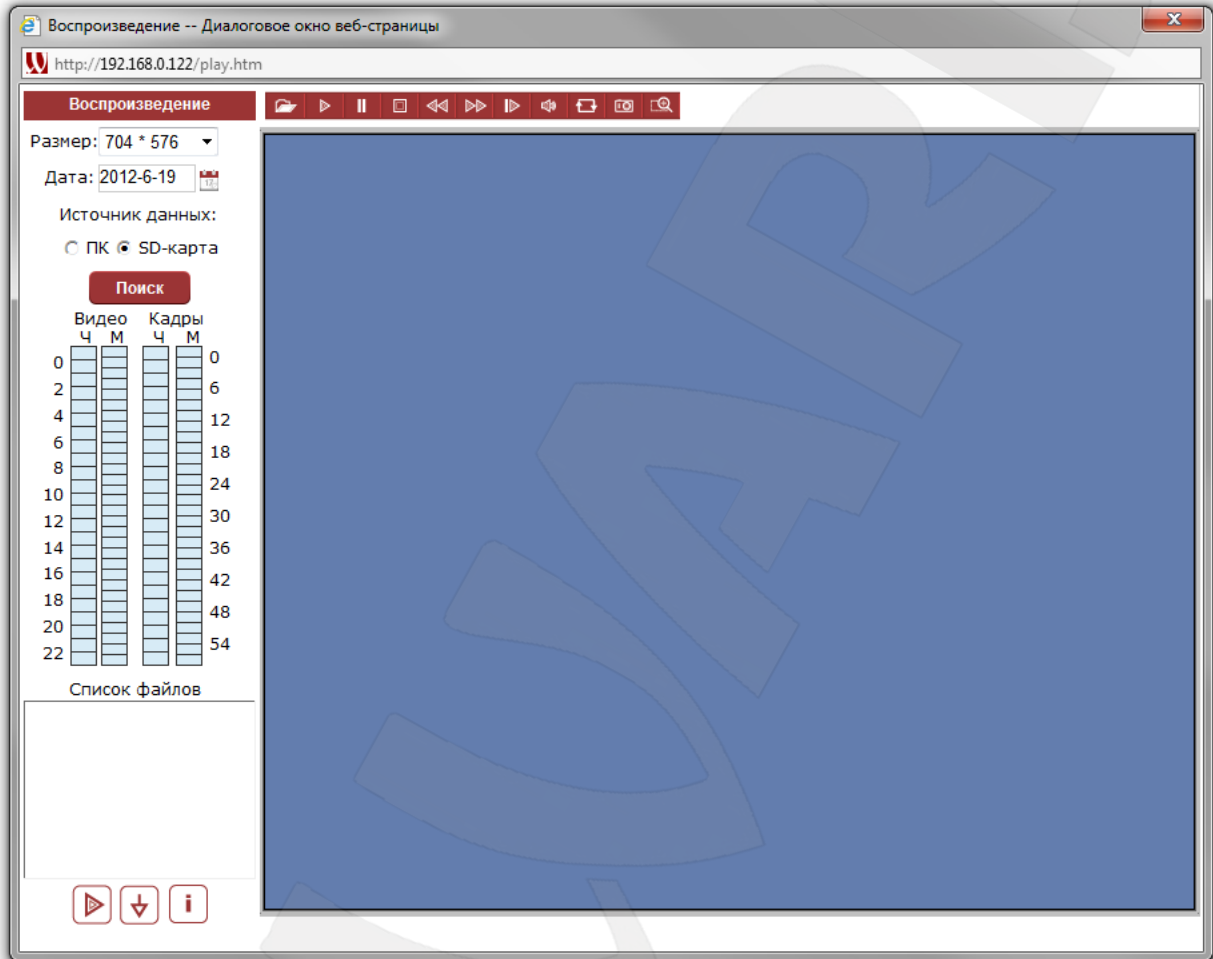 Воспроизведение -- Диалоговое окно веб-страницы
http://192.168.0.122/play.htm
Воспроизведение
Размер: 704 * 576
Дата: 2012-6-19
Источник данных:
ПК SD-карта
Поиск
Видео Кадры
Ч М Ч М
0 0
2 6
4 12
6 18
8 24
10 30
12 36
14 42
16 48
18 54
20
22
Список файлов